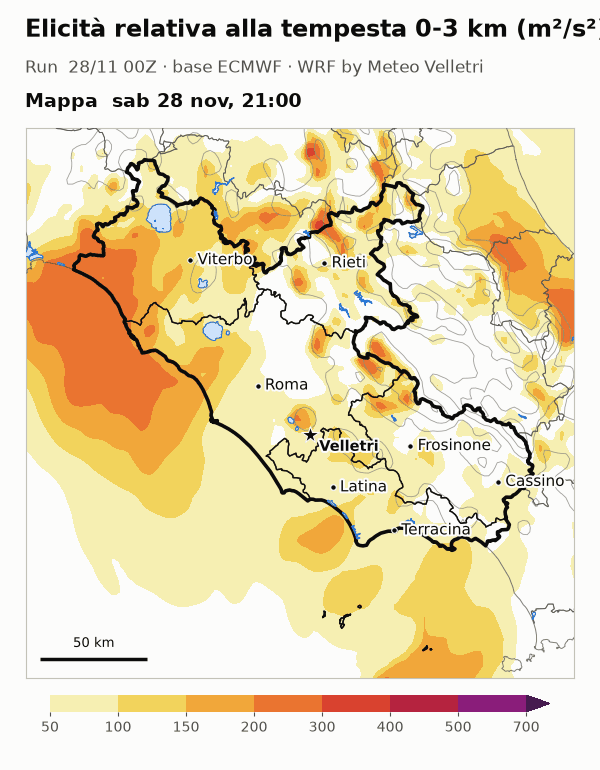 Elicità relativa alla tempesta 0-3 km (m²/s²)
Run  28/11 00Z · base ECMWF · WRF by Meteo Velletri
Mappa  sab 28 nov, 21:00
Viterbo
Rieti
Roma
Velletri
Frosinone
Cassino
Latina
Terracina
50 km
50 100 150 200 300 400 500 700